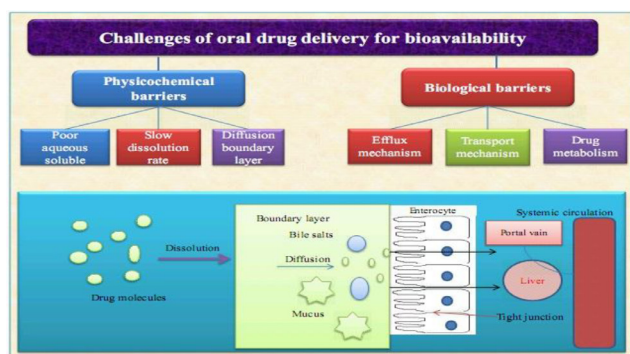 Challenges of oral drug delivery for bioavailability
Physicochemical
barriers
Biological barriers
Poor
aqueous
soluble
Slow
dissolution
rate
Diffusion
boundary
layer
Efflux
mechanism
Transport
mechanism
Drug
metabolism
Drug molecules
Dissolution
Boundary layer
Bile salts
Diffusion
Mucus
Enterocyte
Systemic circulation
Portal vain
Liver
Tight junction